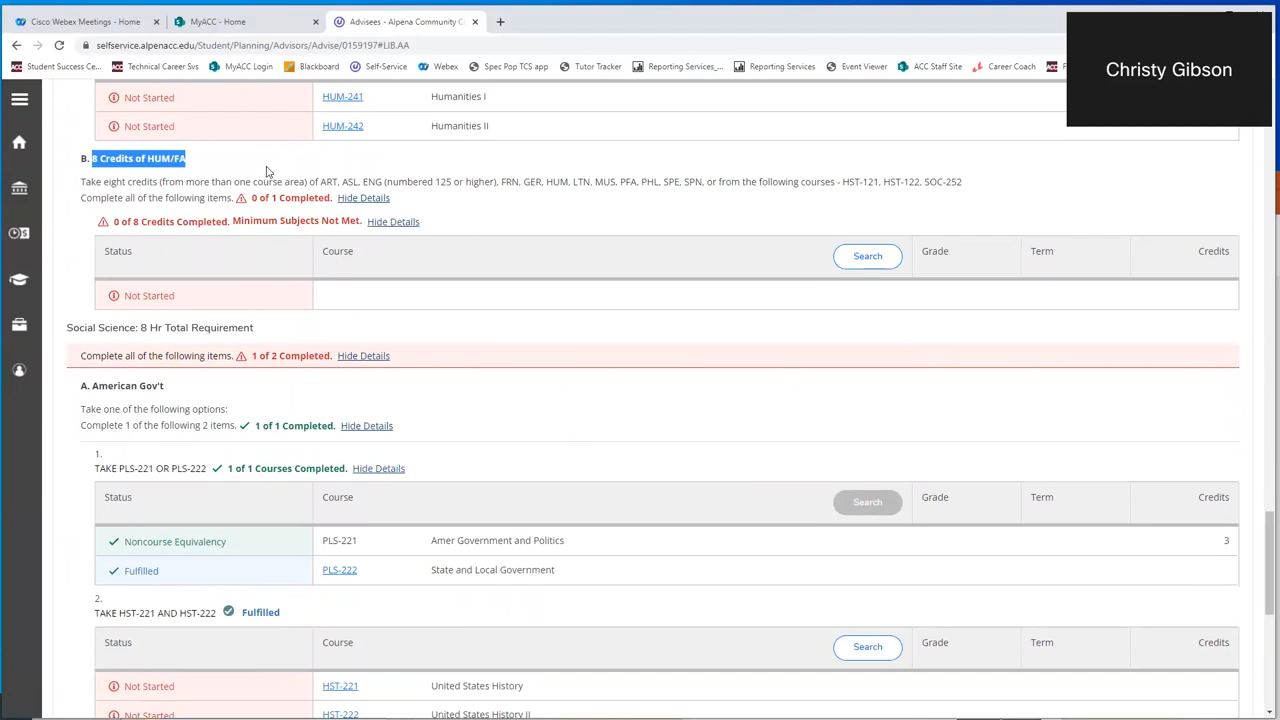 Cisco Webex Meetings - Home
MyACC - Home
Advisees - Alpena Community Co
selfservice.alpenacc.edu/Student/Planning/Advisors/Advise/0159197#LIB.AA
Student Success Ce...
Technical Career Svs
MyACC Login
Blackboard
Self-Service
Webex
Spec Pop TCS app
Tutor Tracker
Reporting Services_...
Reporting Services
Event Viewer
ACC Staff Site
Career Coach
Christy Gibson
Not Started HUM-241 Humanities I
Not Started HUM-242 Humanities II
B. 8 Credits of HUM/FA
Take eight credits (from more than one course area) of ART, ASL, ENG (numbered 125 or higher), FRN, GER, HUM, LTN, MUS, PFA, PHL, SPE, SPN, or from the following courses - HST-121, HST-122, SOC-252
Complete all of the following items. 0 of 1 Completed. Hide Details
0 of 8 Credits Completed. Minimum Subjects Not Met. Hide Details
Status Course Search Grade Term Credits
Not Started
Social Science: 8 Hr Total Requirement
Complete all of the following items. 1 of 2 Completed. Hide Details
A. American Gov't
Take one of the following options:
Complete 1 of the following 2 items. 1 of 1 Completed. Hide Details
1.
TAKE PLS-221 OR PLS-222 1 of 1 Courses Completed. Hide Details
Status Course Search Grade Term Credits
Noncourse Equivalency PLS-221 Amer Government and Politics 3
Fulfilled PLS-222 State and Local Government
2.
TAKE HST-221 AND HST-222 Fulfilled
Status Course Search Grade Term Credits
Not Started HST-221 United States History
Not Started HST-222 United States History II